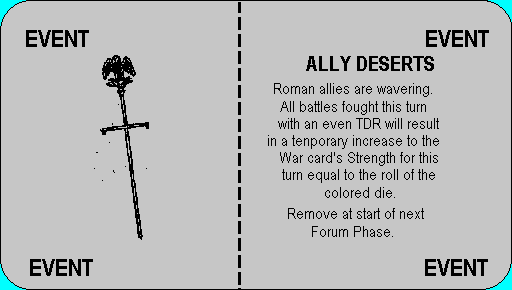 EVENT
EVENT
EVENT
ALLY DESERTS
Roman allies are wavering.
All battles fought this turn
with an even TDR will result
in a tenporary increase to the
War card's Strength for this
turn equal to the roll of the
colored die.
Remove at start of next
Forum Phase.
EVENT